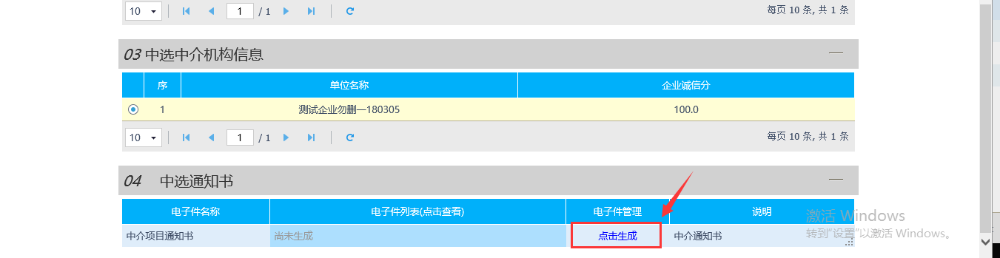 10 1 / 1 每页 10 条, 共 1 条
03 中选中介机构信息
序 单位名称 企业诚信分
1 测试企业勿删一180305 100.0
10 1 / 1 每页 10 条, 共 1 条
04 中选通知书
电子件名称 电子件列表(点击查看) 电子件管理 说明
激活 Windows
中介项目通知书 尚未生成 点击生成 中介通知书
转到"设置"以激活 Windows。